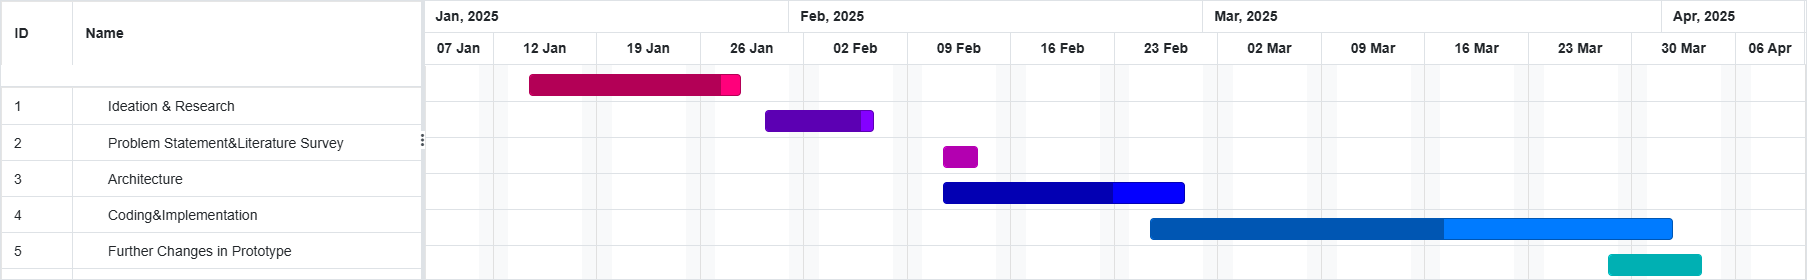 ID Name Jan, 2025 Feb, 2025 Mar, 2025 Apr, 2025
07 Jan 12 Jan 19 Jan 26 Jan 02 Feb 09 Feb 16 Feb 23 Feb 02 Mar 09 Mar 16 Mar 23 Mar 30 Mar 06 Apr
1 Ideation & Research
2 Problem Statement&Literature Survey
3 Architecture
4 Coding&Implementation
5 Further Changes in Prototype